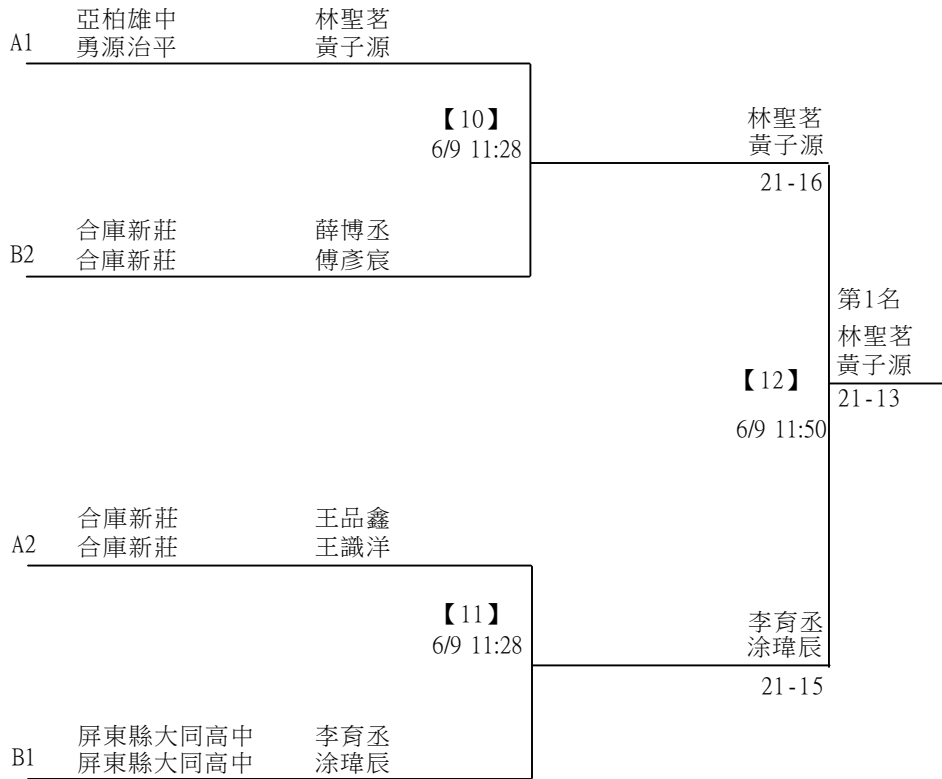 亞柏雄中 林聖茗
A1 勇源治平 黃子源
【10】
6/9 11:28
林聖茗
黃子源
21-16
合庫新莊 薛博丞
B2 合庫新莊 傅彥宸
第1名
林聖茗
黃子源
【12】
21-13
6/9 11:50
合庫新莊 王品鑫
A2 合庫新莊 王識洋
【11】
6/9 11:28
李育丞
涂瑋辰
21-15
屏東縣大同高中 李育丞
B1 屏東縣大同高中 涂瑋辰